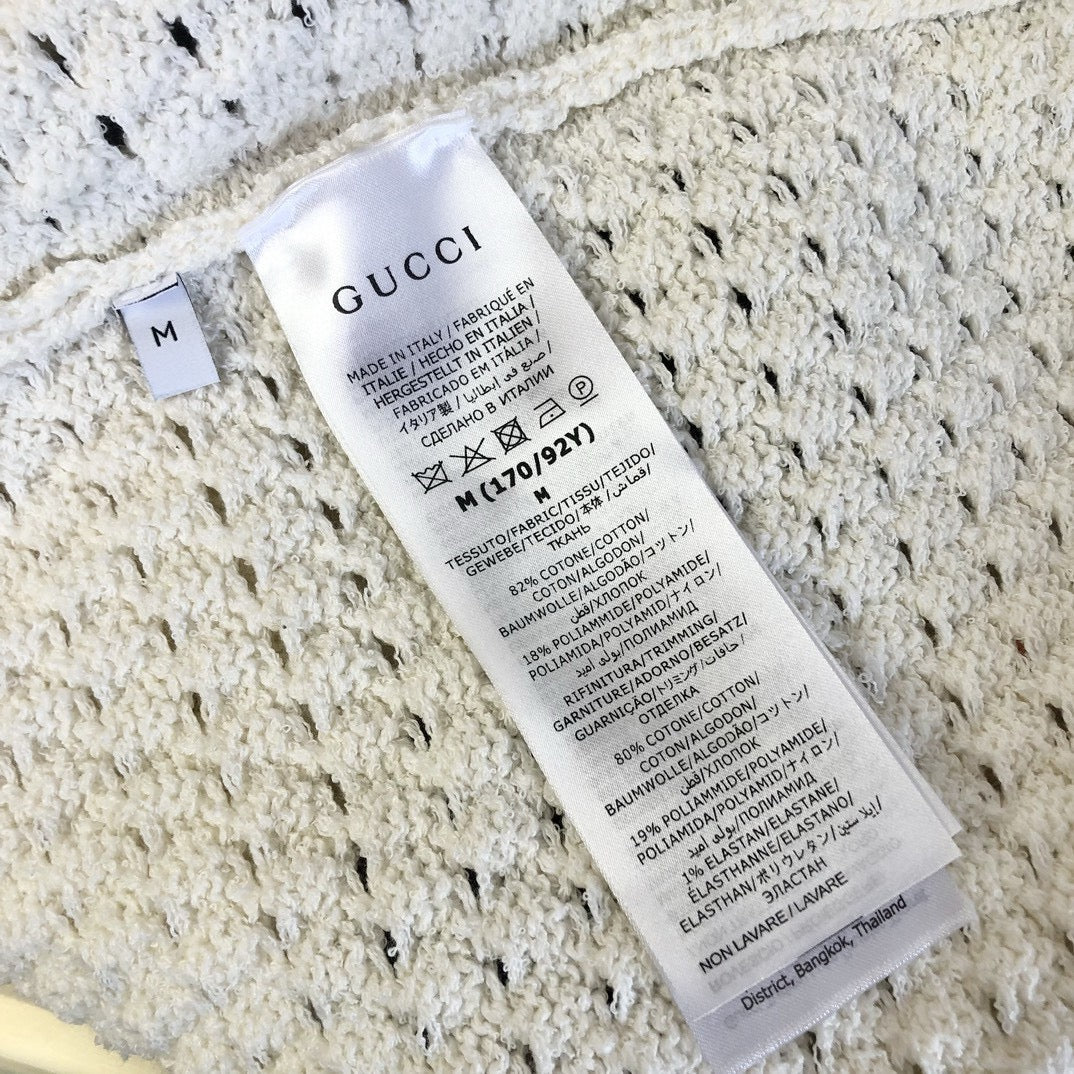 M
GUCCI
MADE IN ITALY / FABRIQUÉ EN
ITALIE / HECHO EN ITALIA /
HERGESTELLT IN ITALIEN /
FABRICADO EM ITÁLIA /
イタリア製 / صنع في ايطاليا /
СДЕЛАНО В ИТАЛИИ
P
M (170/92Y)
M
TESSUTO/FABRIC/TISSU/TEJIDO/
GEWEBE/TECIDO/本体/قماش/
ТКАНЬ
82% COTONE/COTTON/
COTON/ALGODON/
BAUMWOLLE/ALGODÃO/コットン/
قطن/ХЛОПОК
18% POLIAMMIDE/POLYAMIDE/
POLIAMIDA/POLYAMID/ナイロン/
بولي اميد/ПОЛИАМИД
RIFINITURA/TRIMMING/
GARNITURE/ADORNO/BESATZ/
GUARNIÇÃO/トリミング/حافات/
ОТДЕЛКА
80% COTONE/COTTON/
COTON/ALGODON/
BAUMWOLLE/ALGODÃO/コットン/
قطن/ХЛОПОК
19% POLIAMMIDE/POLYAMIDE/
POLIAMIDA/POLYAMID/ナイロン/
بولي اميد/ПОЛИАМИД
1% ELASTAN/ELASTANE/
ÉLASTHANNE/ELASTANO/
ELASTHAN/ポリウレタン/إيلاستين/
ЭЛАСТАН
NON LAVARE / LAVARE
District, Bangkok, Thailand